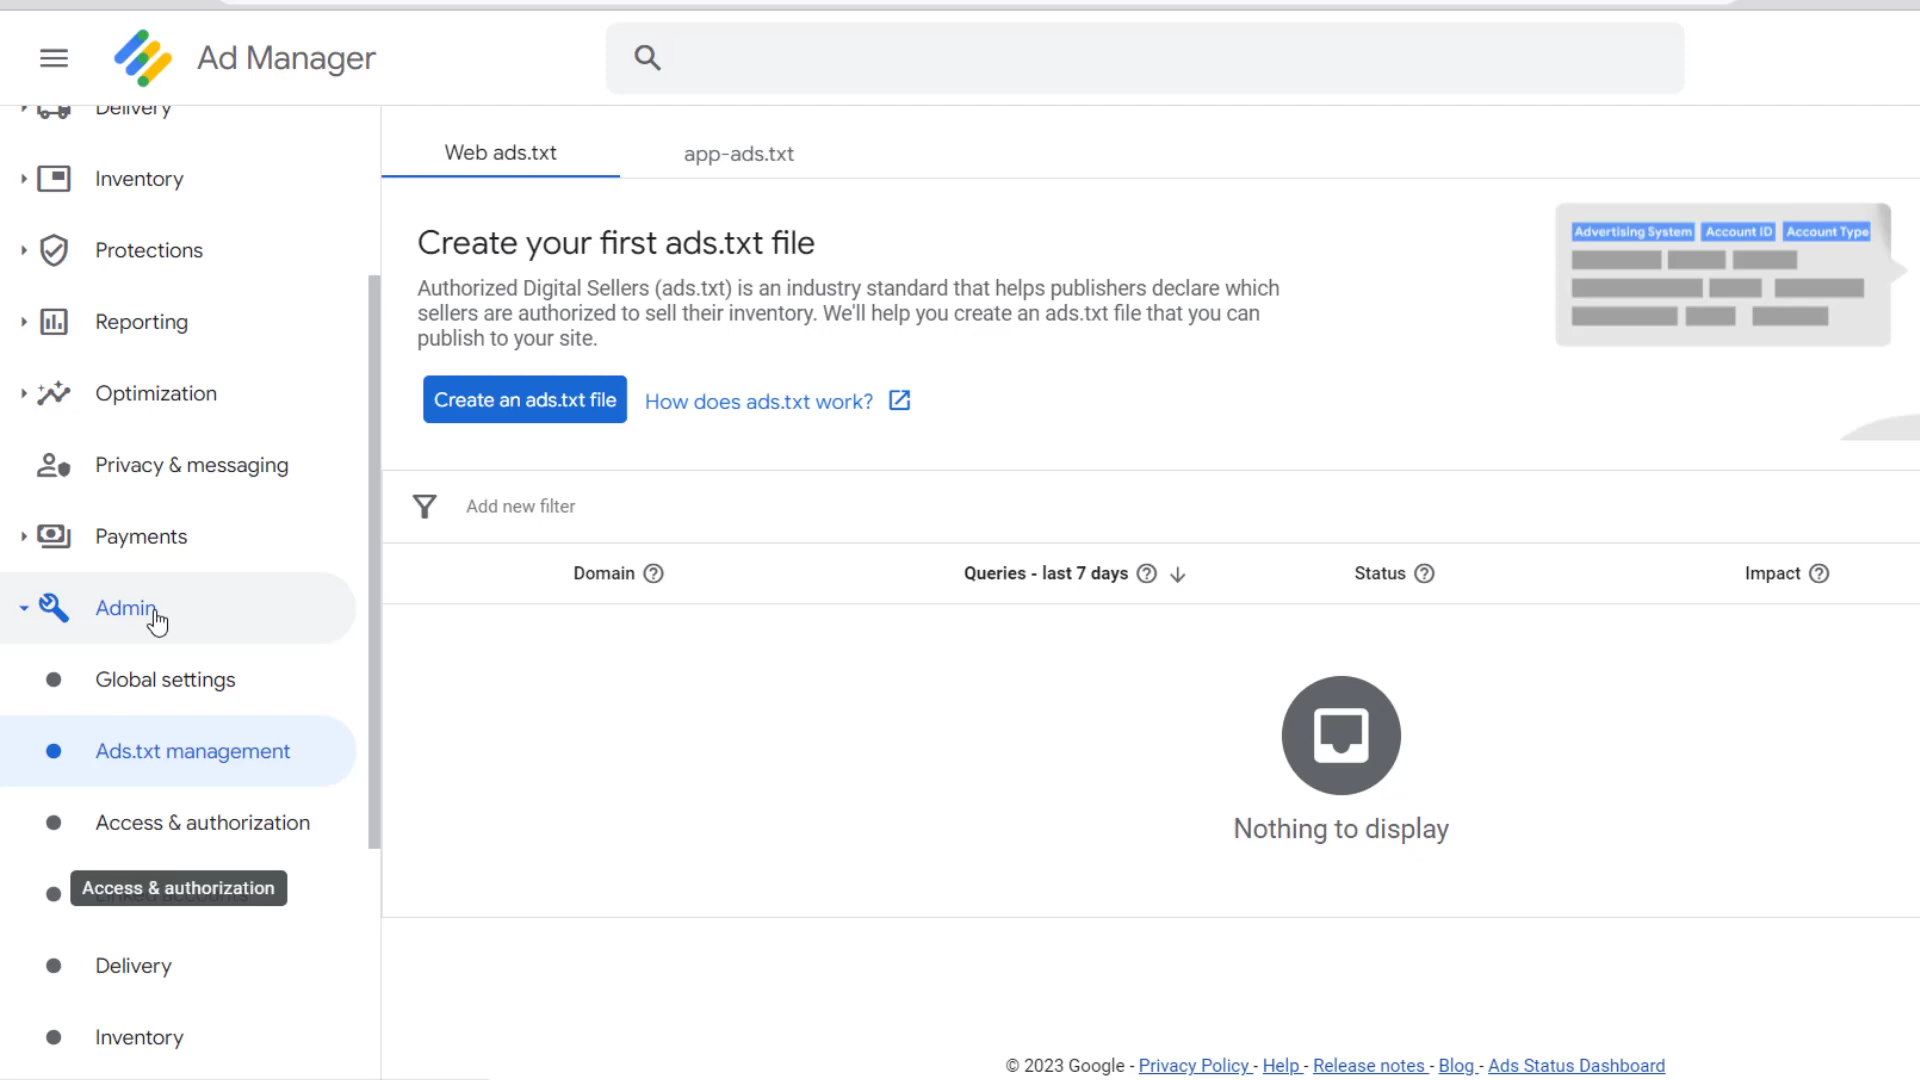 Ad Manager
Delivery
Inventory
Protections
Reporting
Optimization
Privacy & messaging
Payments
Admin
Global settings
Ads.txt management
Access & authorization
Access & authorization
Delivery
Inventory
Web ads.txt
app-ads.txt
Create your first ads.txt file
Authorized Digital Sellers (ads.txt) is an industry standard that helps publishers declare which
sellers are authorized to sell their inventory. We'll help you create an ads.txt file that you can
publish to your site.
Create an ads.txt file
How does ads.txt work?
Advertising System Account ID Account Type
Add new filter
Domain
Queries - last 7 days
Status
Impact
Nothing to display
© 2023 Google - Privacy Policy - Help - Release notes - Blog - Ads Status Dashboard